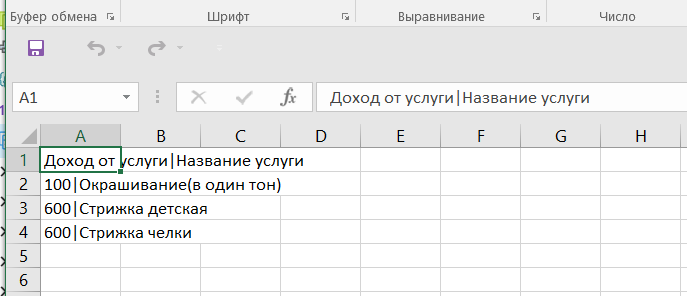 Буфер обмена Шрифт Выравнивание Число
A1 fx Доход от услуги|Название услуги
A B C D E F G H
1 Доход от услуги|Название услуги
2 100|Окрашивание(в один тон)
3 600|Стрижка детская
4 600|Стрижка челки
5
6